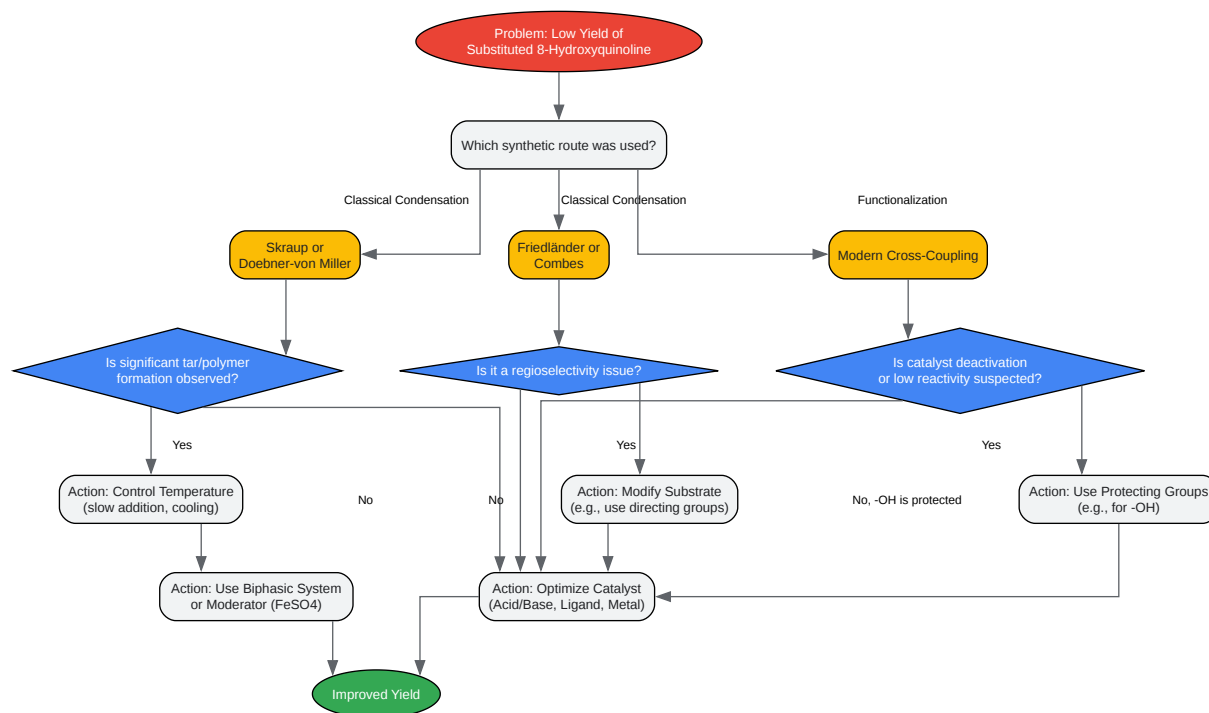 Problem: Low Yield of
Substituted 8-Hydroxyquinoline
Which synthetic route was used?
Classical Condensation
Classical Condensation
Functionalization
Skraup or
Doebner-von Miller
Friedländer or
Combes
Modern Cross-Coupling
Is significant tar/polymer
formation observed?
Is it a regioselectivity issue?
Is catalyst deactivation
or low reactivity suspected?
Yes
Yes
Yes
Action: Control Temperature
(slow addition, cooling)
No
No
Action: Modify Substrate
(e.g., use directing groups)
No, -OH is protected
Action: Use Protecting Groups
(e.g., for -OH)
Action: Use Biphasic System
or Moderator (FeSO4)
Action: Optimize Catalyst
(Acid/Base, Ligand, Metal)
Improved Yield